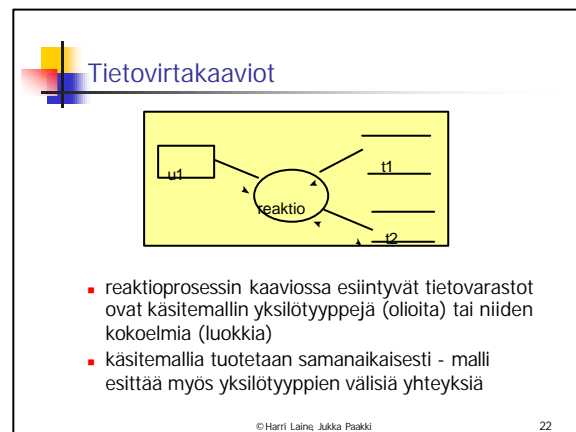 Tietovirtakaaviot
u1
t1
reaktio
t2
▪ reaktioprosessin kaaviossa esiintyvät tietovarastot
ovat käsitemallin yksilötyyppejä (olioita) tai niiden
kokoelmia (luokkia)
▪ käsitemallia tuotetaan samanaikaisesti - malli
esittää myös yksilötyyppien välisiä yhteyksiä
© Harri Laine, Jukka Paakki
22